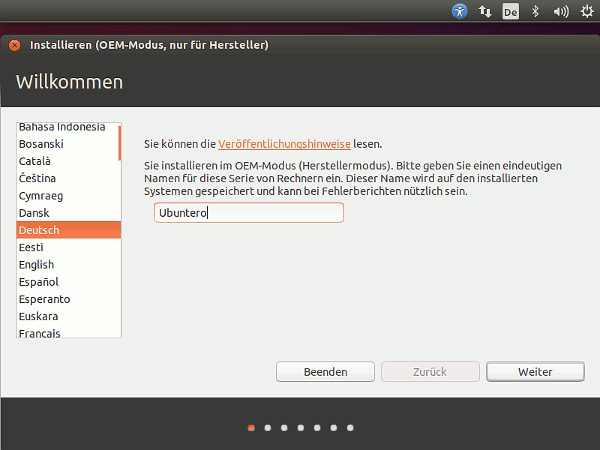 De
Installieren (OEM-Modus, nur für Hersteller)
Willkommen
Bahasa Indonesia
Bosanski
Català
Čeština
Cymraeg
Dansk
Deutsch
Eesti
English
Español
Esperanto
Euskara
Français
Sie können die Veröffentlichungshinweise lesen.
Sie installieren im OEM-Modus (Herstellermodus). Bitte geben Sie einen eindeutigen
Namen für diese Serie von Rechnern ein. Dieser Name wird auf den installierten
Systemen gespeichert und kann bei Fehlerberichten nützlich sein.
Ubuntero
Beenden
Zurück
Weiter